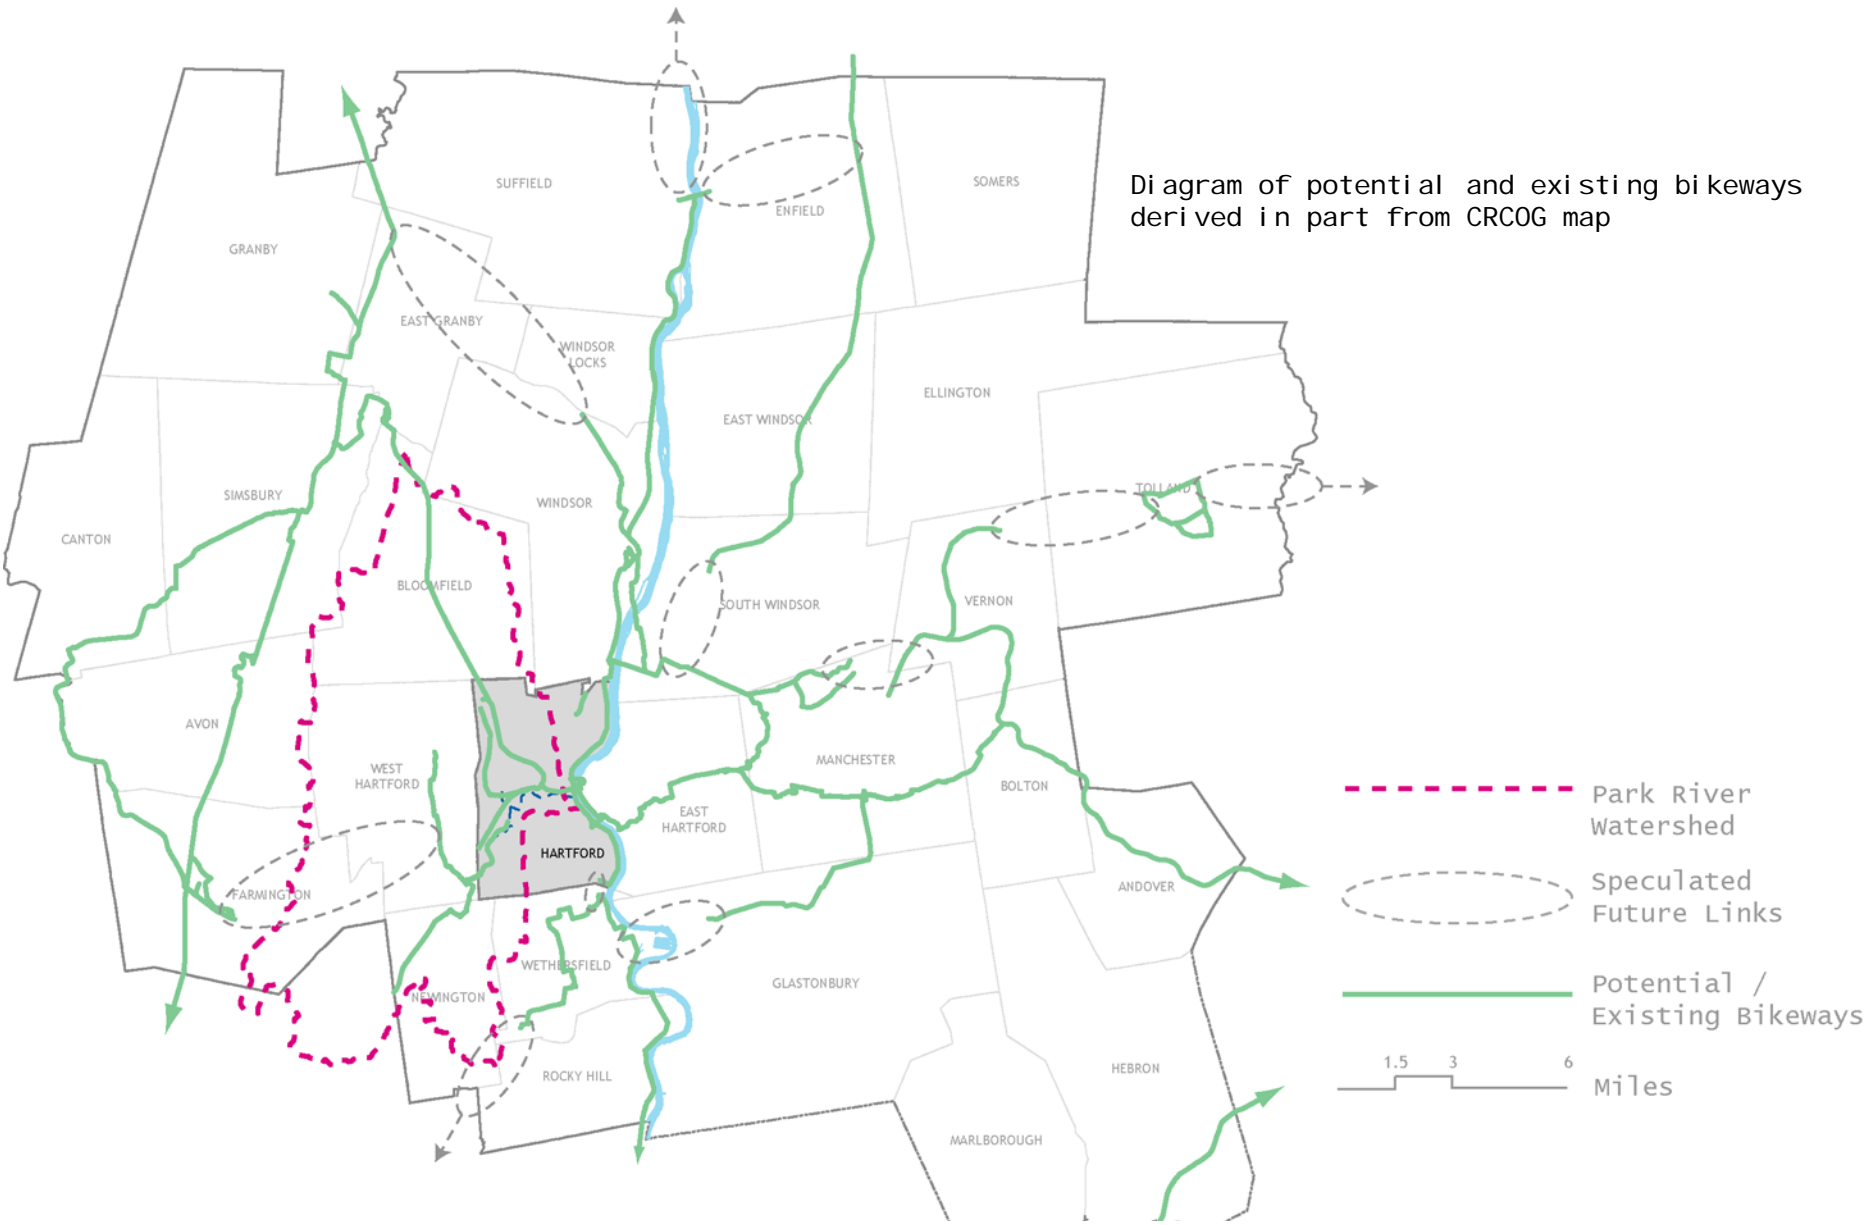 SUFFIELD
SOMERS
Diagram of potential and existing bikeways
derived in part from CRCOG map
ENFIELD
GRANBY
EAST GRANBY
WINDSOR
LOCKS
ELLINGTON
EAST WINDSOR
TOLLAND
SIMSBURY
WINDSOR
CANTON
BLOOMFIELD
SOUTH WINDSOR
VERNON
AVON
MANCHESTER
WEST
HARTFORD
BOLTON
EAST
HARTFORD
HARTFORD
FARMINGTON
ANDOVER
WETHERSFIELD
NEWINGTON
GLASTONBURY
ROCKY HILL
HEBRON
MARLBOROUGH
Park River
Watershed
Speculated
Future Links
Potential /
Existing Bikeways
1.5 3 6
Miles